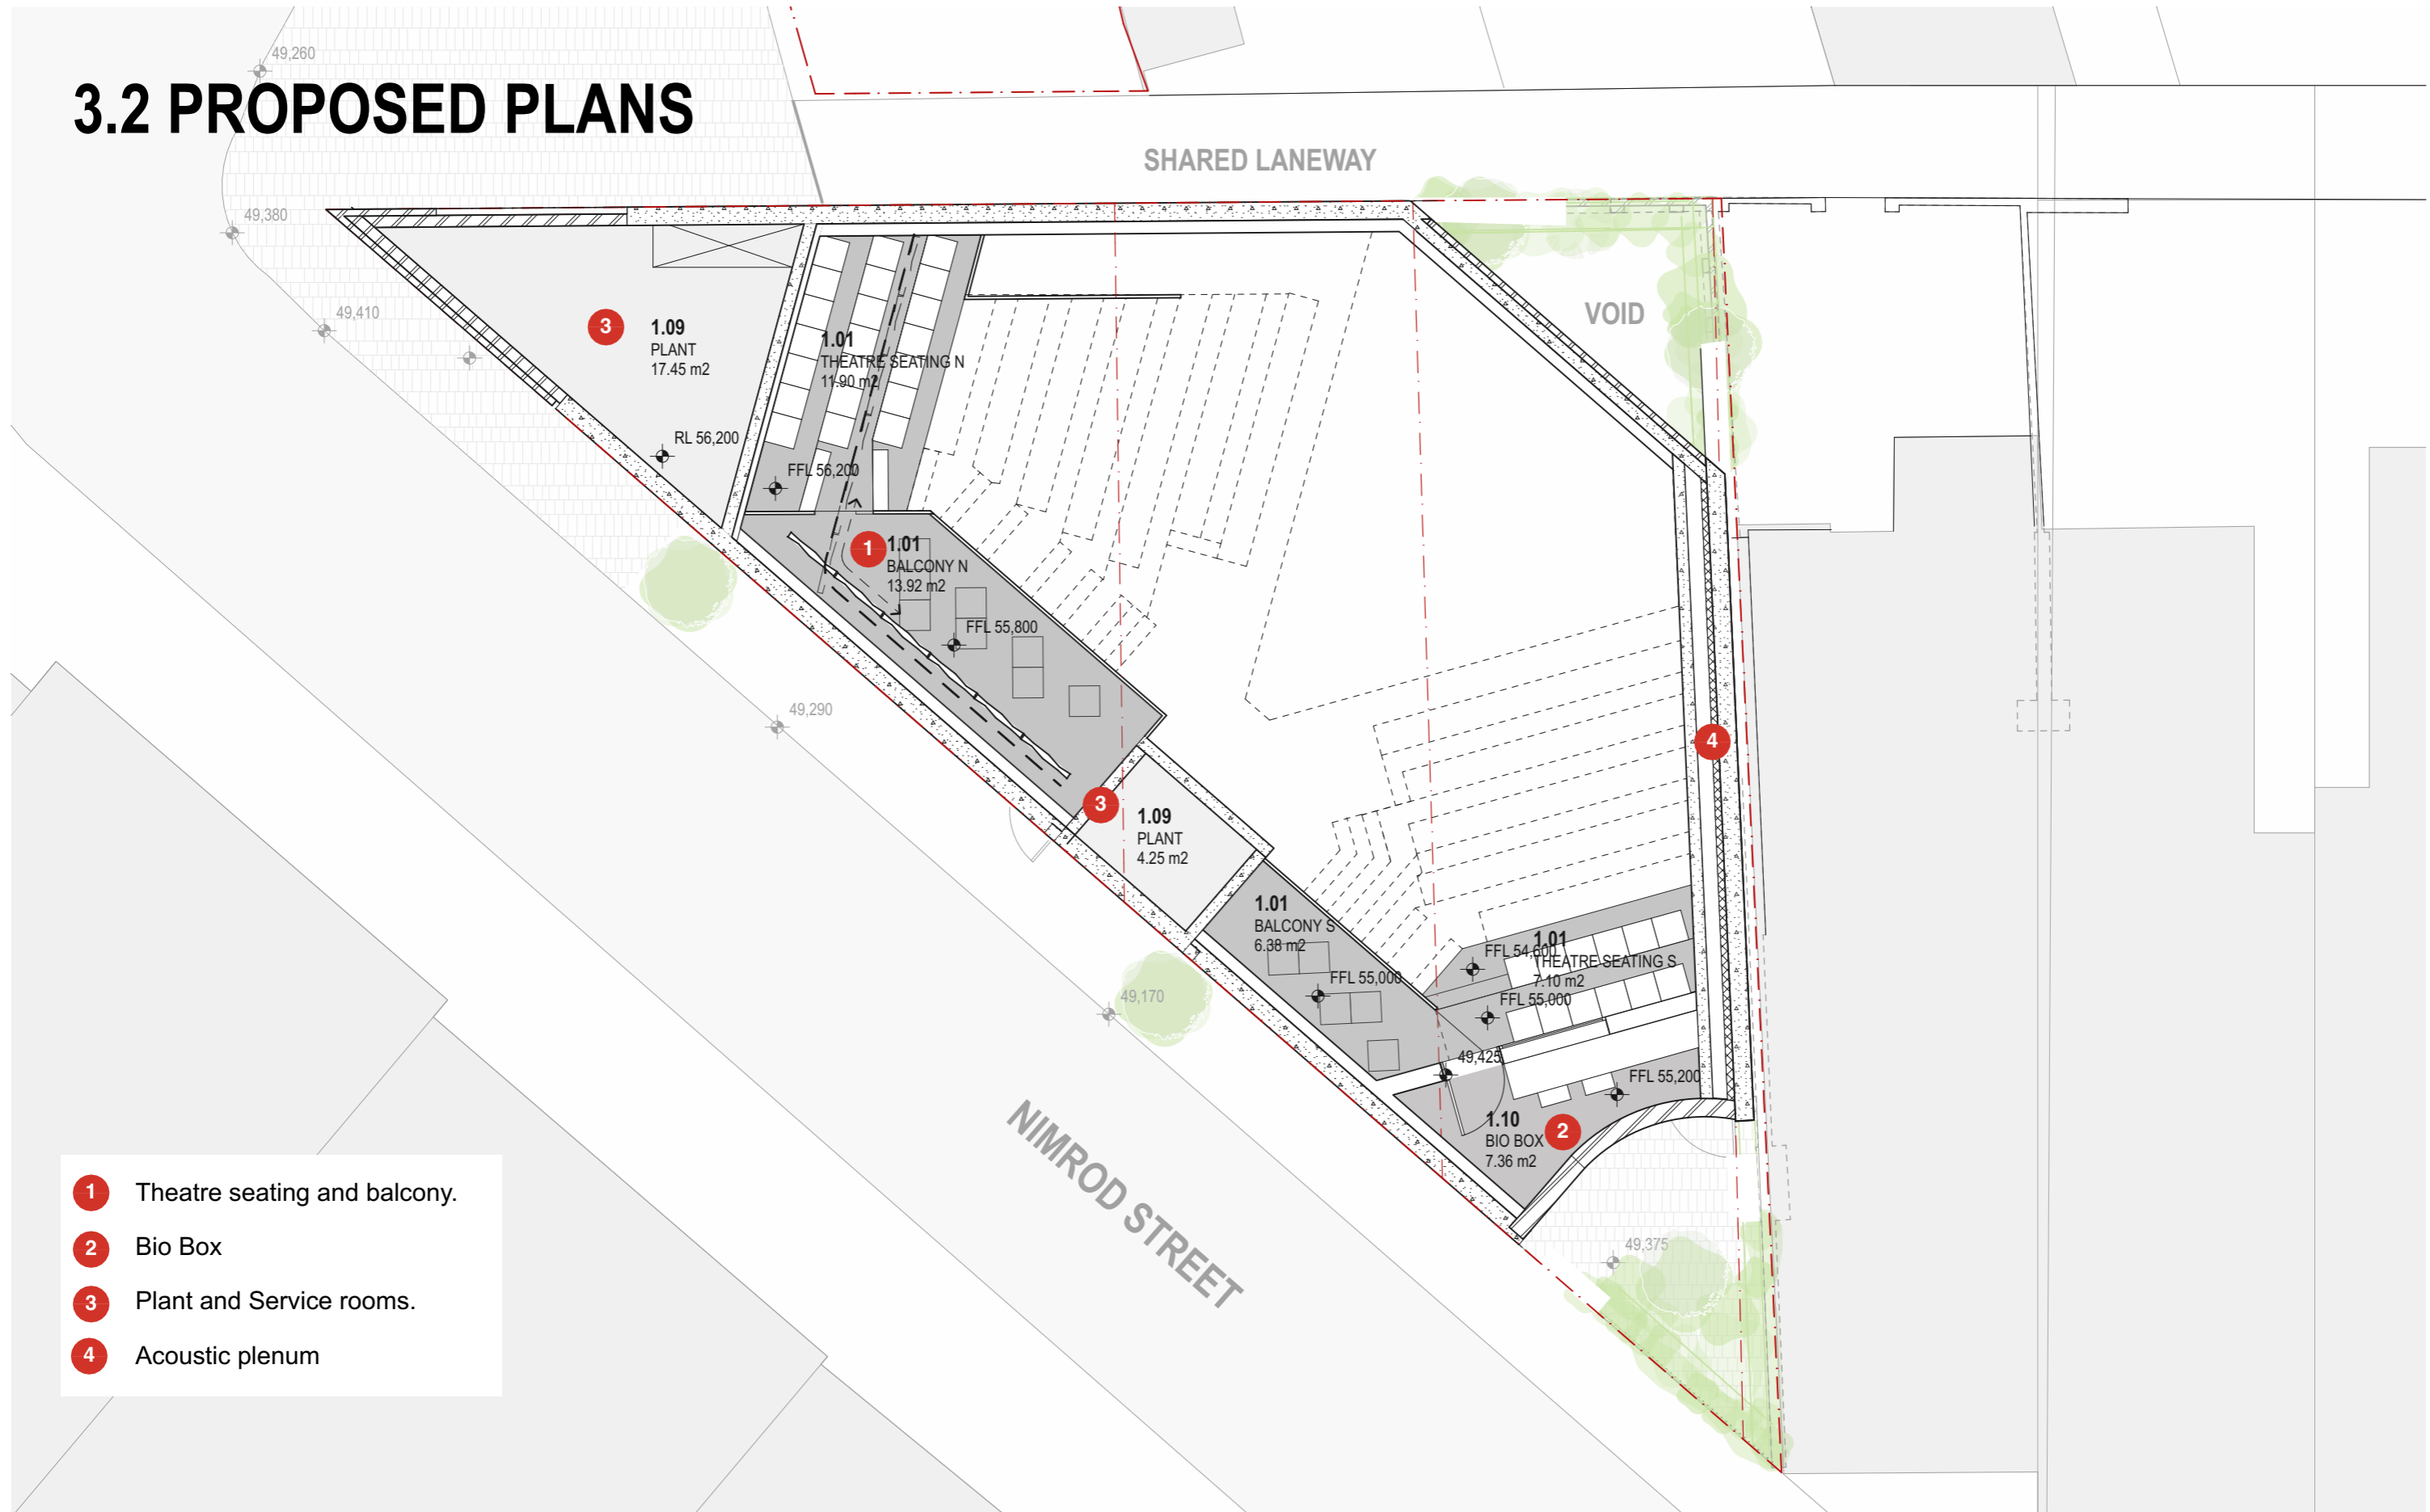 49,260
3.2 PROPOSED PLANS
SHARED LANEWAY
49,380
49,410
VOID
3
1.09
PLANT
17.45 m2
1.01
THEATRE SEATING N
11.90 m2
RL 56,200
FFL 56,200
1
1.01
BALCONY N
13.92 m2
FFL 55,800
49,290
4
3
1.09
PLANT
4.25 m2
1.01
BALCONY S
6.38 m2
FFL 55,000
FFL 54,600
1.01
THEATRE SEATING S
7.10 m2
FFL 55,000
49,170
49,425
FFL 55,200
1.10
BIO BOX
7.36 m2
2
NIMROD STREET
49,375
1 Theatre seating and balcony.
2 Bio Box
3 Plant and Service rooms.
4 Acoustic plenum